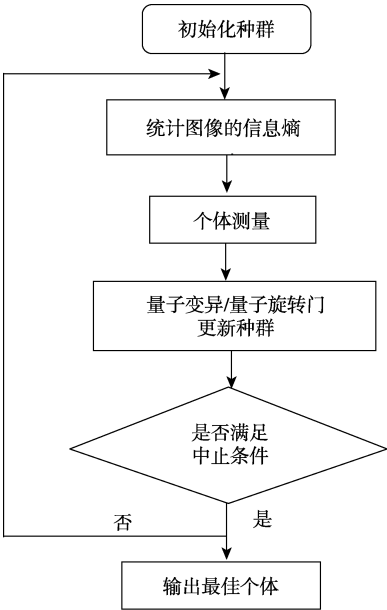 初始化种群
统计图像的信息熵
个体测量
量子变异/量子旋转门
更新种群
是否满足
中止条件
否
是
输出最佳个体